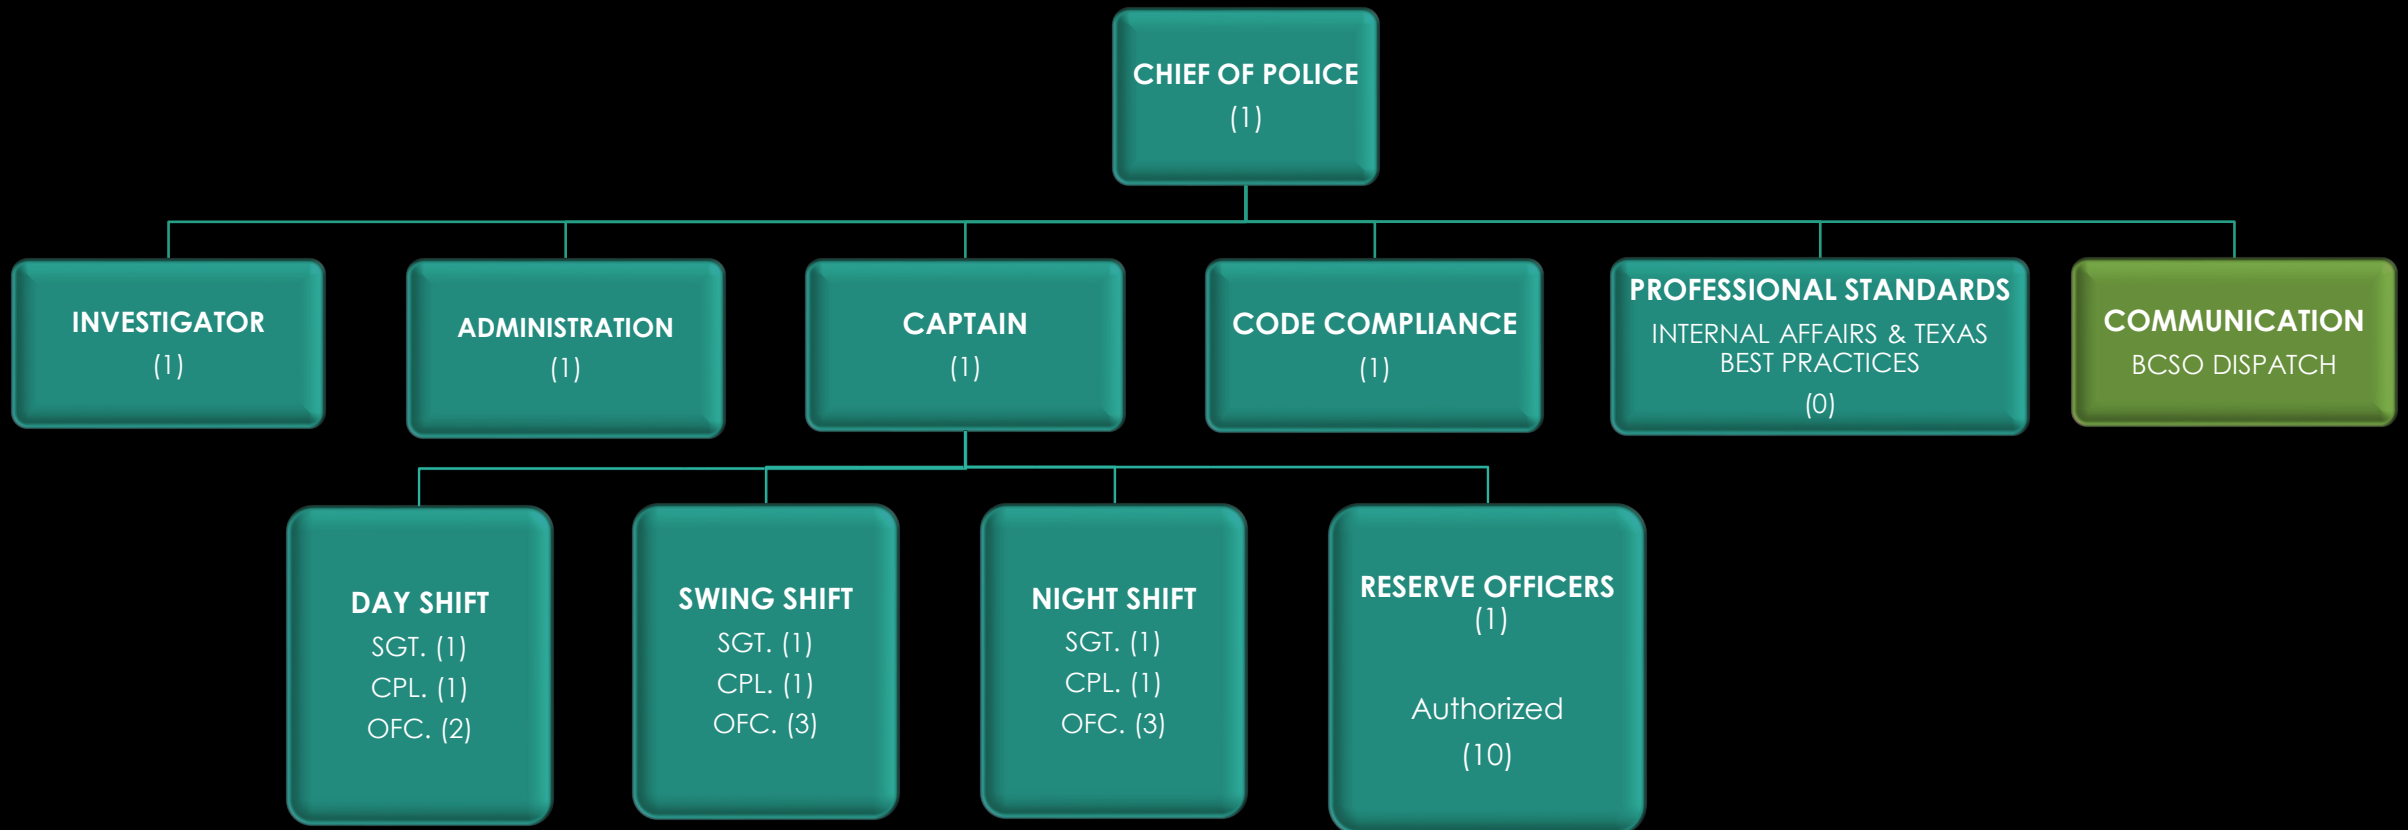 CHIEF OF POLICE
(1)
INVESTIGATOR
(1)
ADMINISTRATION
(1)
CAPTAIN
(1)
CODE COMPLIANCE
(1)
PROFESSIONAL STANDARDS
INTERNAL AFFAIRS & TEXAS
BEST PRACTICES
(0)
COMMUNICATION
BCSO DISPATCH
DAY SHIFT
SGT. (1)
CPL. (1)
OFC. (2)
SWING SHIFT
SGT. (1)
CPL. (1)
OFC. (3)
NIGHT SHIFT
SGT. (1)
CPL. (1)
OFC. (3)
RESERVE OFFICERS
(1)
Authorized
(10)